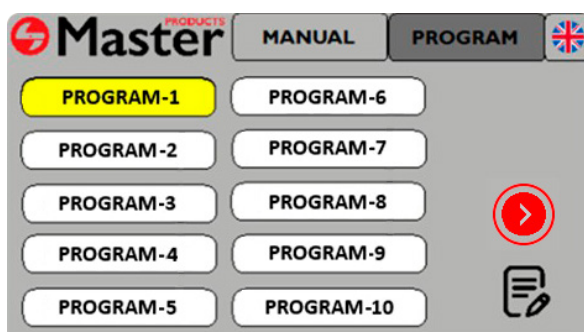 PRODUCTS
Master
MANUAL
PROGRAM
PROGRAM-1
PROGRAM-2
PROGRAM-3
PROGRAM-4
PROGRAM-5
PROGRAM-6
PROGRAM-7
PROGRAM-8
PROGRAM-9
PROGRAM-10